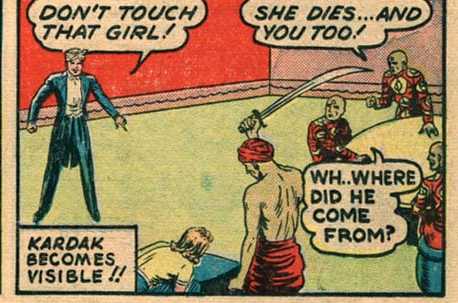 DON'T TOUCH
THAT GIRL!
SHE DIES...AND
YOU TOO!
WH..WHERE
DID HE
COME
FROM?
KARDAK
BECOMES
VISIBLE!!